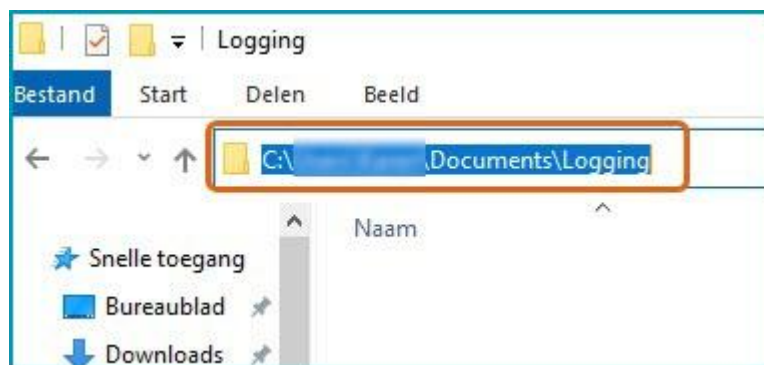 Logging
Bestand Start Delen Beeld
C:\ \Documents\Logging
Naam
Snelle toegang
Bureaublad
Downloads